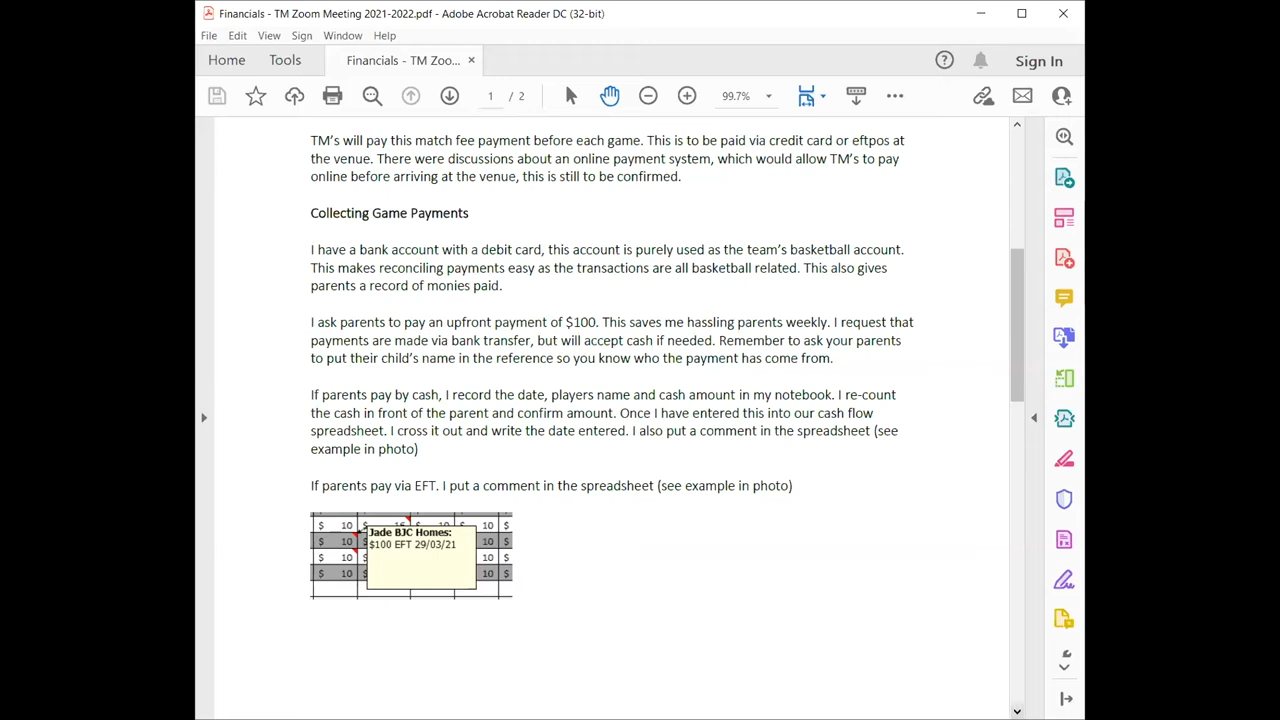 Financials - TM Zoom Meeting 2021-2022.pdf - Adobe Acrobat Reader DC (32-bit)
File Edit View Sign Window Help
Home Tools Financials - TM Zoo... × Sign In
1 / 2 99.7%
TM's will pay this match fee payment before each game. This is to be paid via credit card or eftpos at
the venue. There were discussions about an online payment system, which would allow TM's to pay
online before arriving at the venue, this is still to be confirmed.
Collecting Game Payments
I have a bank account with a debit card, this account is purely used as the team's basketball account.
This makes reconciling payments easy as the transactions are all basketball related. This also gives
parents a record of monies paid.
I ask parents to pay an upfront payment of $100. This saves me hassling parents weekly. I request that
payments are made via bank transfer, but will accept cash if needed. Remember to ask your parents
to put their child's name in the reference so you know who the payment has come from.
If parents pay by cash, I record the date, players name and cash amount in my notebook. I re-count
the cash in front of the parent and confirm amount. Once I have entered this into our cash flow
spreadsheet. I cross it out and write the date entered. I also put a comment in the spreadsheet (see
example in photo)
If parents pay via EFT. I put a comment in the spreadsheet (see example in photo)
$ 10 $ $ 10 $
$ 10 $ Jade BJC Homes: 10 $
$100 EFT 29/03/21
$ 10 $ 10 $
$ 10 $ 10 $